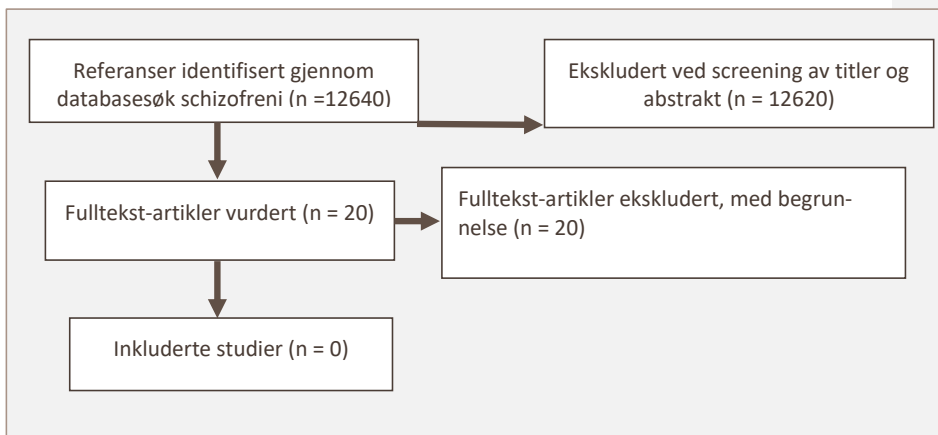 Referanser identifisert gjennom
databasesøk schizofreni (n =12640)
Ekskludert ved screening av titler og
abstrakt (n = 12620)
Fulltekst-artikler vurdert (n = 20)
Fulltekst-artikler ekskludert, med begrun-
nelse (n = 20)
Inkluderte studier (n = 0)